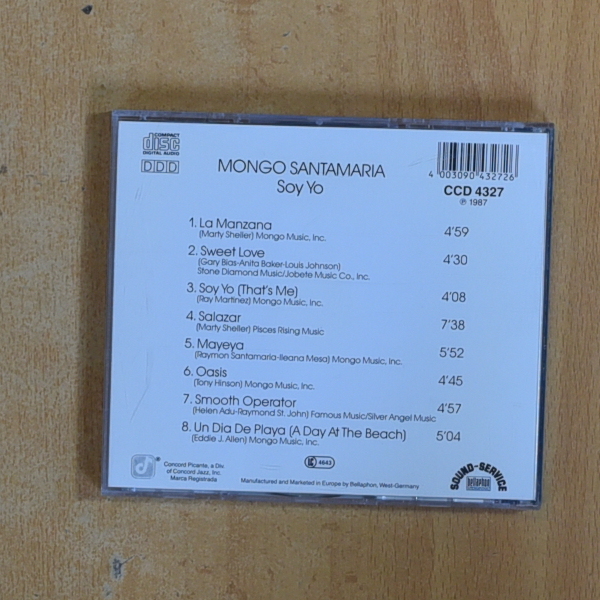 COMPACT
disc
DIGITAL AUDIO
DDD
MONGO SANTAMARIA
Soy Yo
4 003090 432726
CCD 4327
℗ 1987
1. La Manzana 4'59
(Marty Sheller) Mongo Music, Inc.
2. Sweet Love 4'30
(Gary Bias-Anita Baker-Louis Johnson)
Stone Diamond Music/Jobete Music Co., Inc.
3. Soy Yo (That's Me) 4'08
(Ray Martinez) Mongo Music, Inc.
4. Salazar 7'38
(Marty Sheller) Pisces Rising Music
5. Mayeya 5'52
(Raymon Santamaria-Ileana Mesa) Mongo Music, Inc.
6. Oasis 4'45
(Tony Hinson) Mongo Music, Inc.
7. Smooth Operator 4'57
(Helen Adu-Raymond St. John) Famous Music/Silver Angel Music
8. Un Dia De Playa (A Day At The Beach) 5'04
(Eddie J. Allen) Mongo Music, Inc.
Concord Picante, a Div
of Concord Jazz, Inc.
Marca Registrada
LC 4643
Manufactured and Marketed in Europe by Bellaphon, West-Germany
SOUND-SERVICE
bellaphon